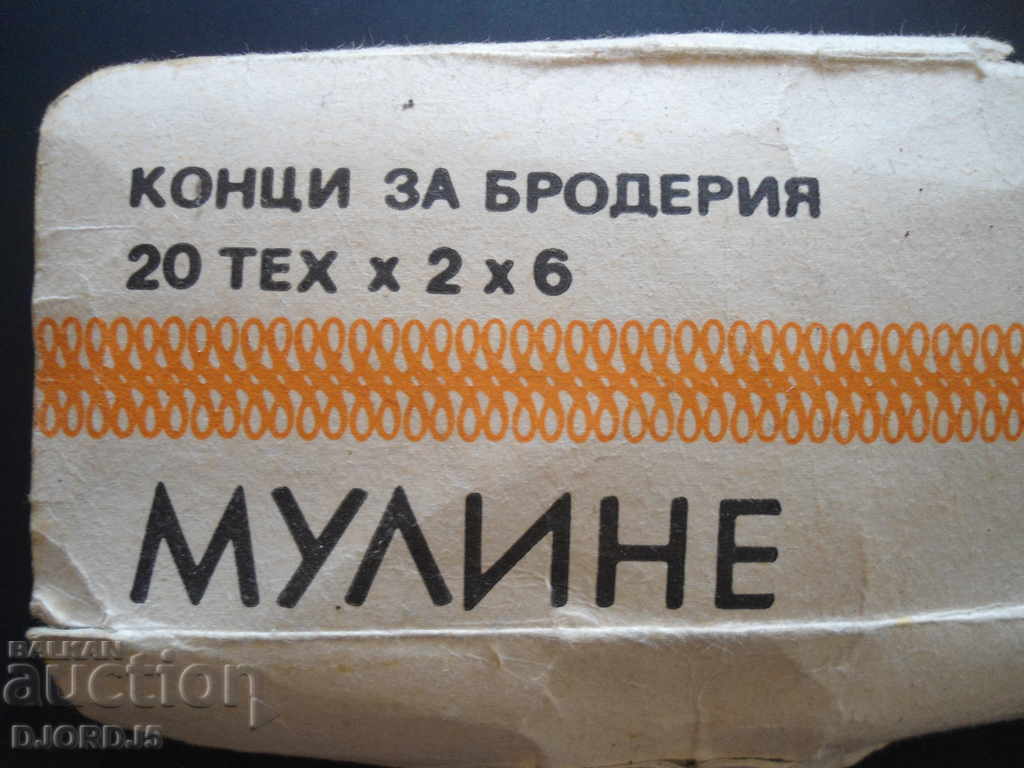 КОНЦИ ЗА БРОДЕРИЯ
20 ТЕХ х 2 х 6
МУЛИНЕ
BALKAN
auction
DJORDJ5